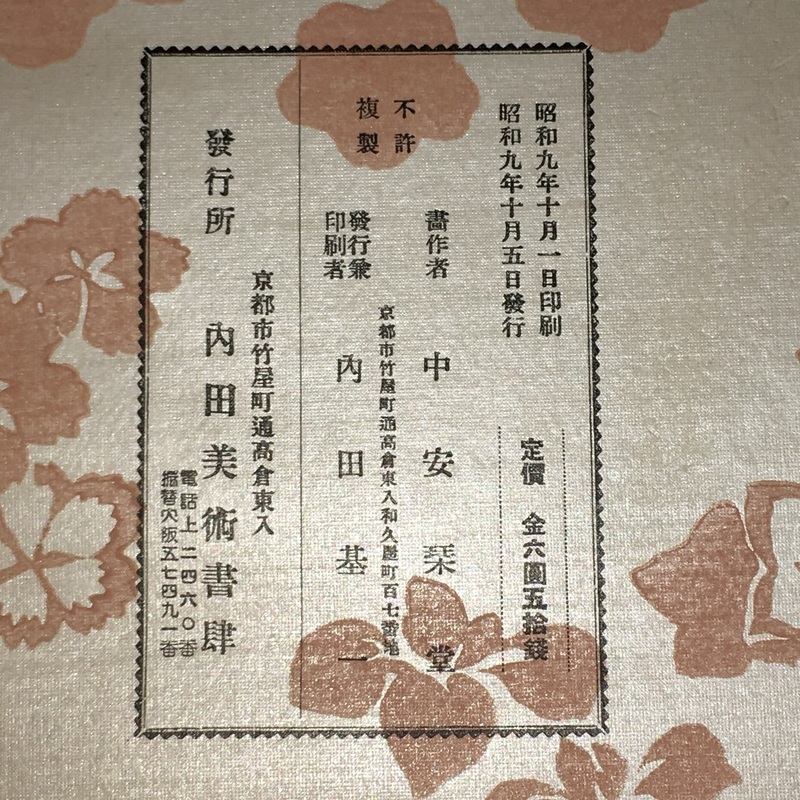 昭和九年十月一日印刷
昭和九年十月五日發行
定價 金六圓五拾錢
不許
複製
畵作者 中安琹堂
京都市竹屋町通高倉東入和久屋町百七番地
發行兼
印刷者
內田基一
京都市竹屋町通高倉東入
發行所 內田美術書肆
電話上二四六〇番
振替大阪五七四九一番